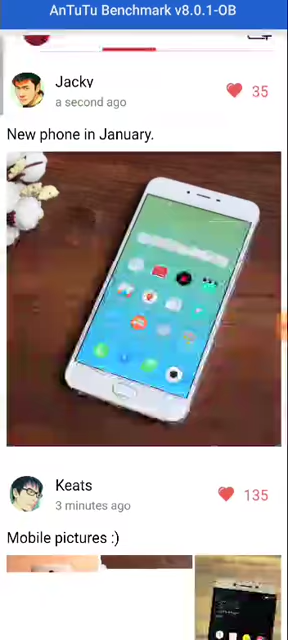 AnTuTu Benchmark v8.0.1-OB
Jacky
35
a second ago
New phone in January.
Keats
135
3 minutes ago
Mobile pictures :)